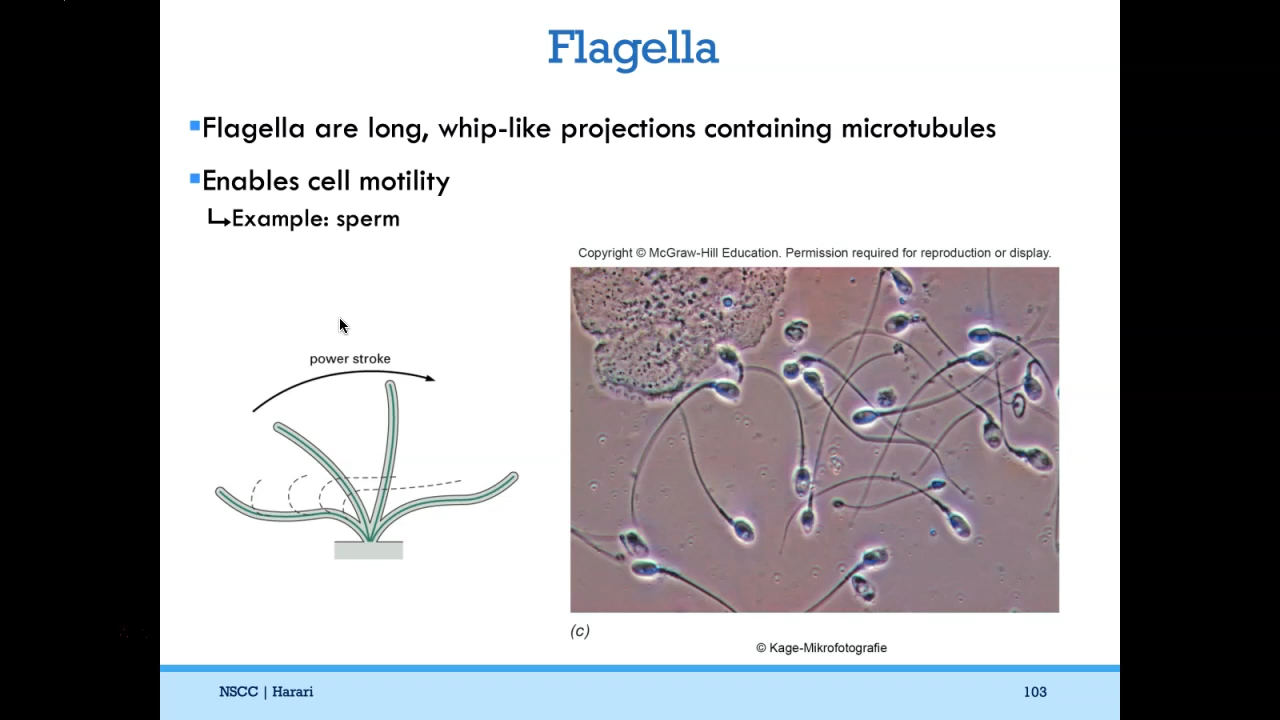 Flagella
Flagella are long, whip-like projections containing microtubules
Enables cell motility
Example: sperm
Copyright © McGraw-Hill Education. Permission required for reproduction or display.
power stroke
(c)
© Kage-Mikrofotografie
NSCC | Harari
103